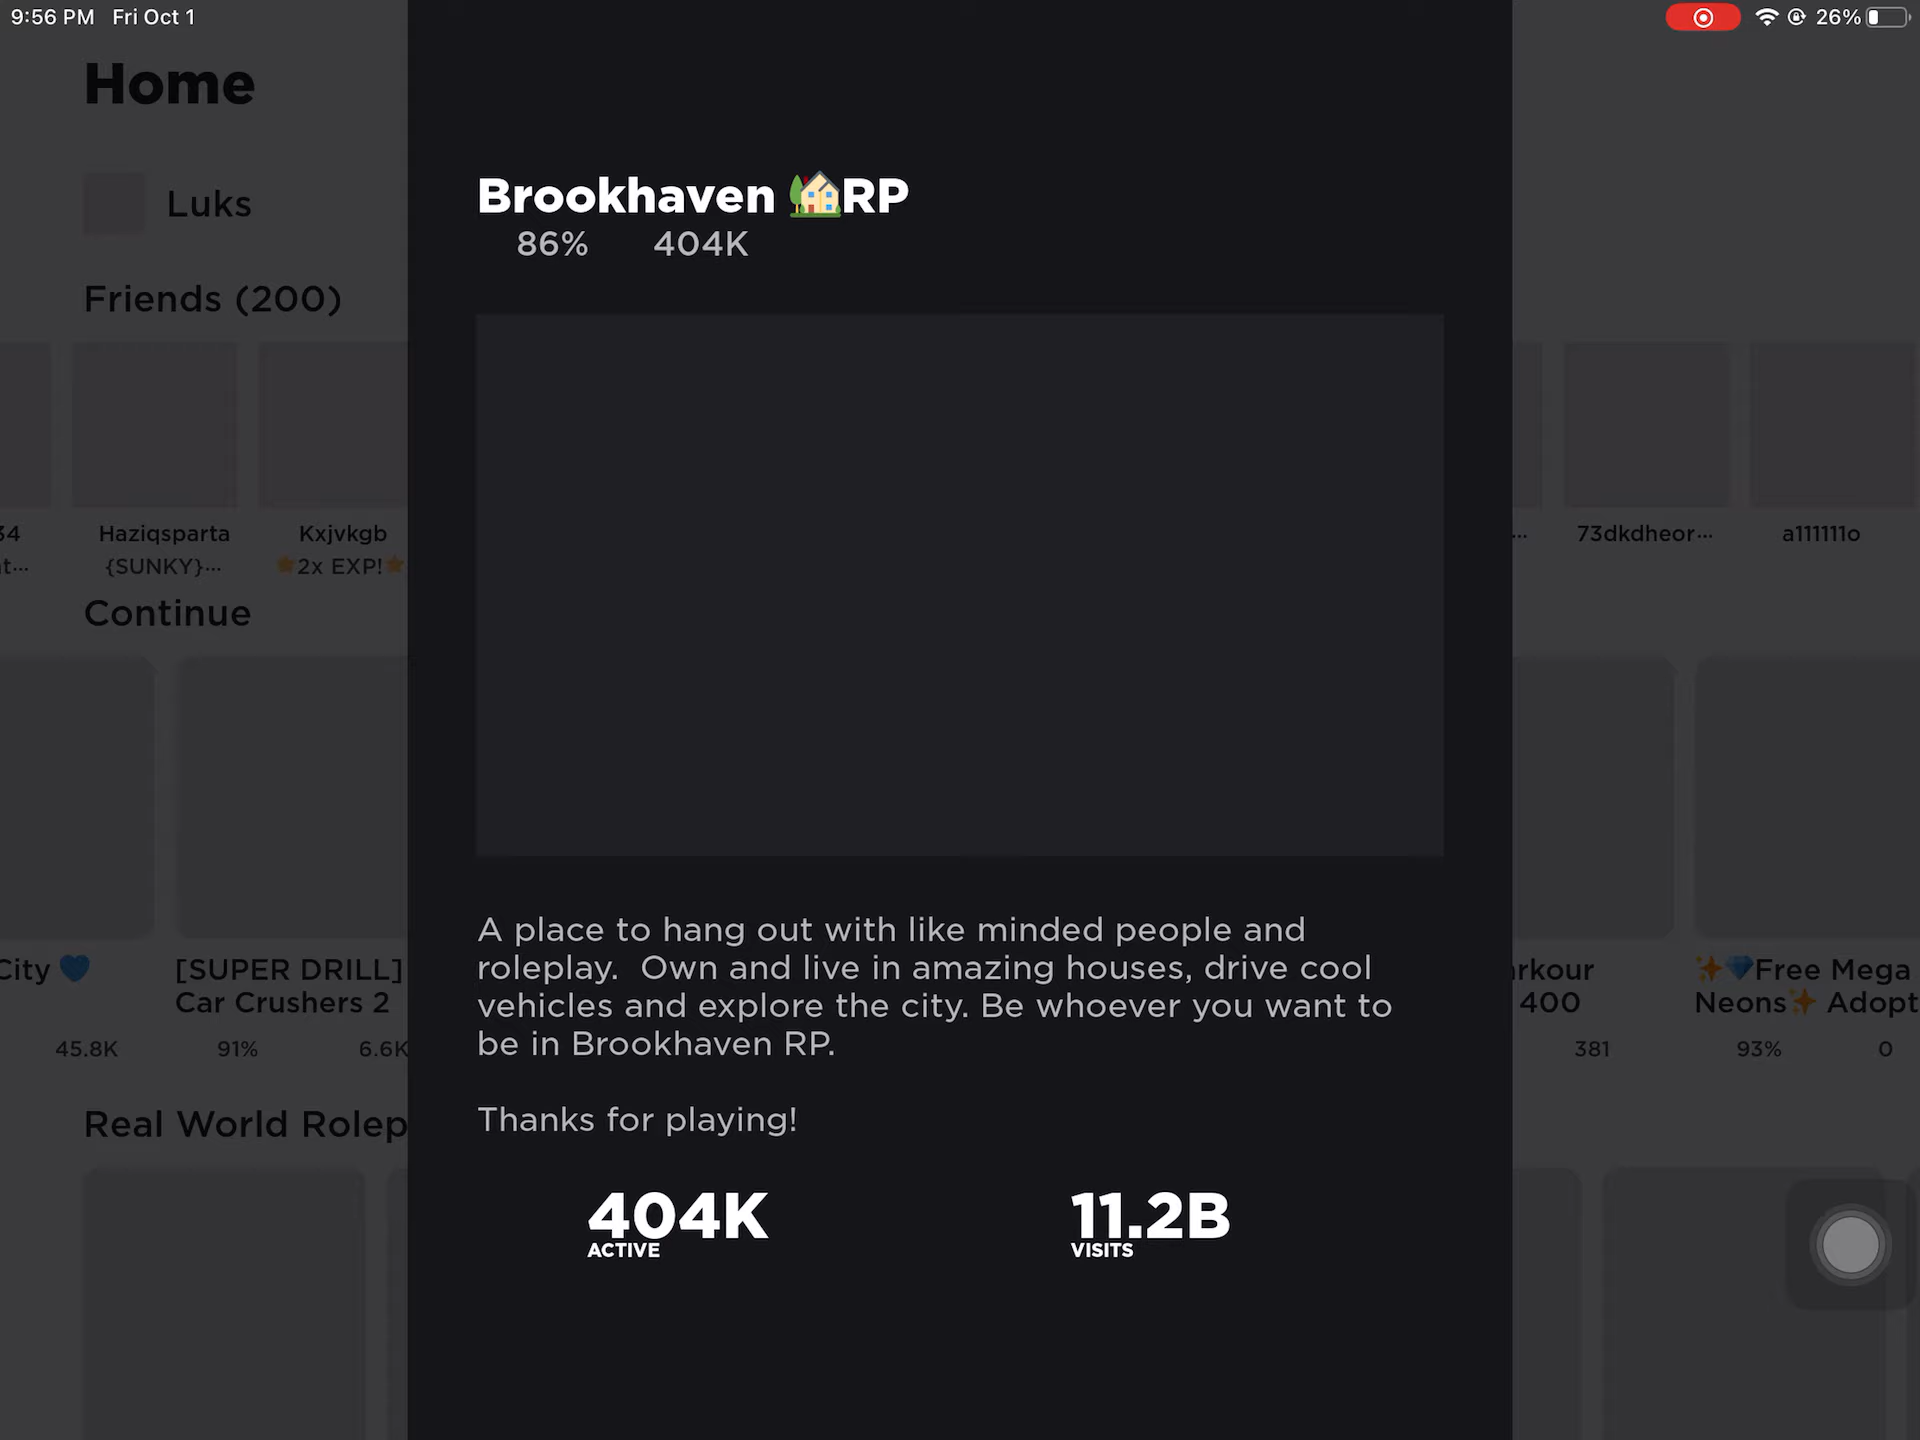 9:56 PM Fri Oct 1
26%
Home
Luks
Friends (200)
34
Haziqsparta
Kxjvkgb
73dkdheor...
a111111o
t...
{SUNKY}...
2x EXP!
Continue
City 💙
[SUPER DRILL]
Car Crushers 2
45.8K
91%
6.6K
arkour
400
381
✨💎Free Mega
Neons✨ Adopt
93%
0
Real World Rolep
Brookhaven 🏡RP
86% 404K
A place to hang out with like minded people and
roleplay.  Own and live in amazing houses, drive cool
vehicles and explore the city. Be whoever you want to
be in Brookhaven RP.
Thanks for playing!
404K
ACTIVE
11.2B
VISITS